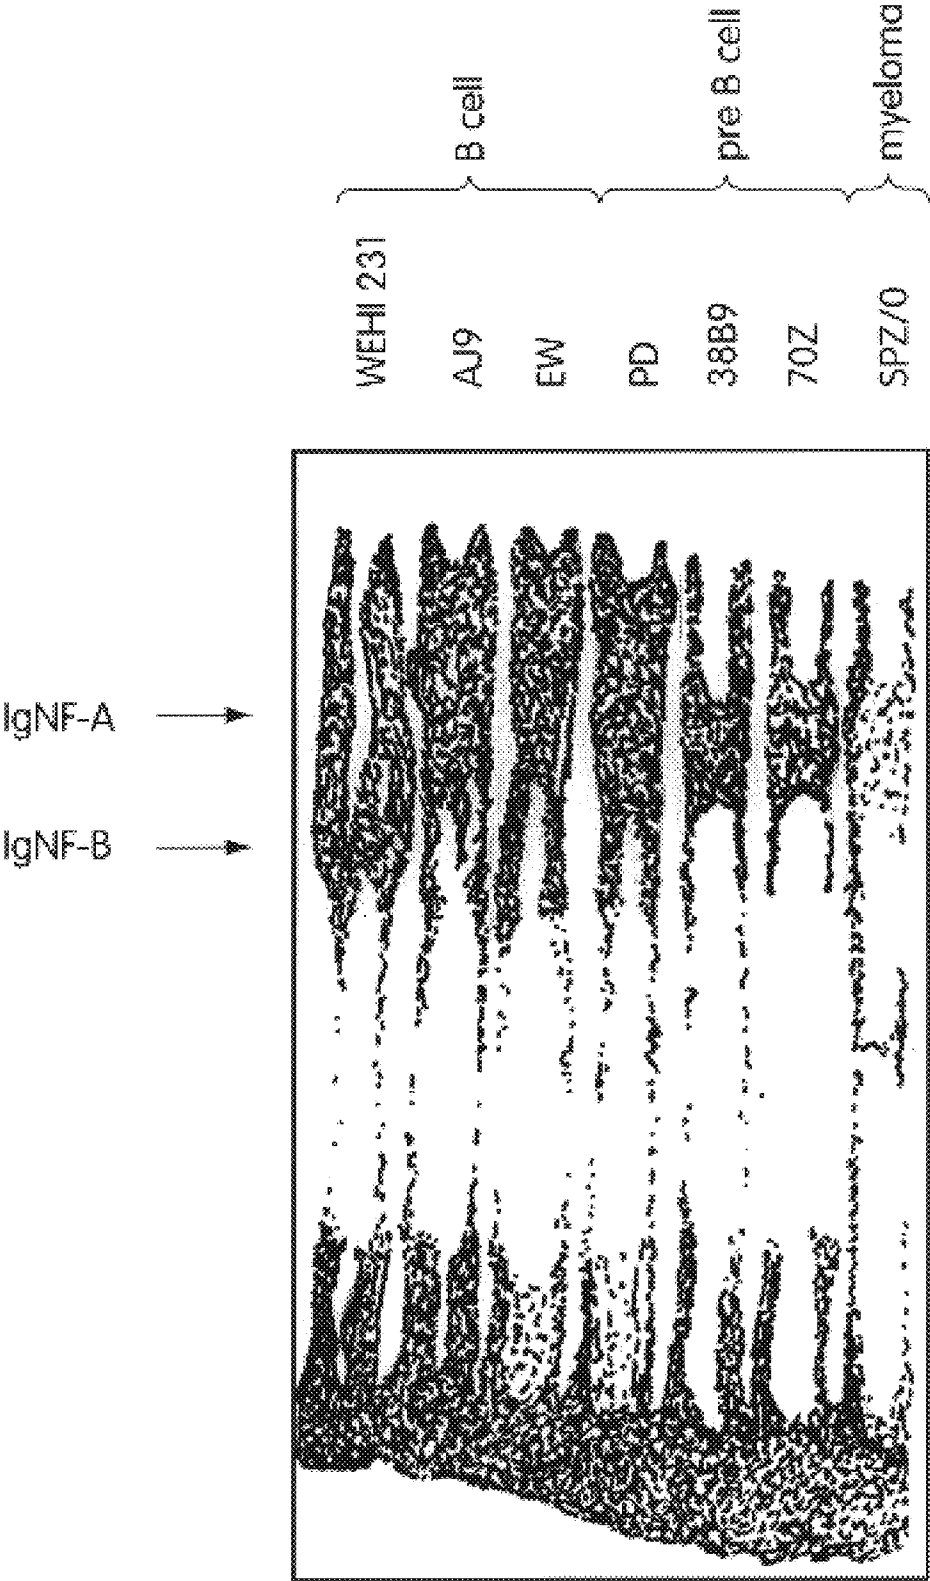 B cell
pre B cell
myeloma
WEHI 231
AJ9
EW
PD
38B9
70Z
SPZ/0
IgNF-A
IgNF-B